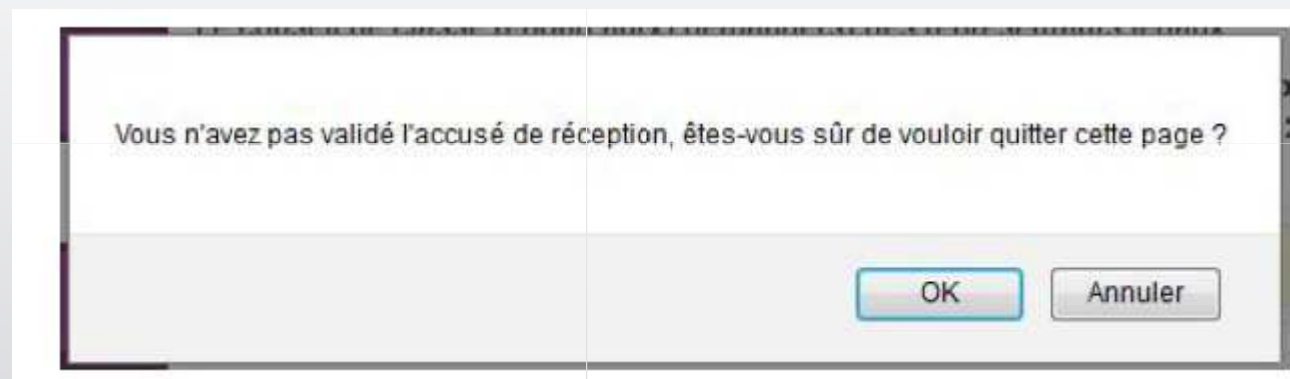 Vous n'avez pas validé l'accusé de réception, êtes-vous sûr de vouloir quitter cette page ?
OK
Annuler